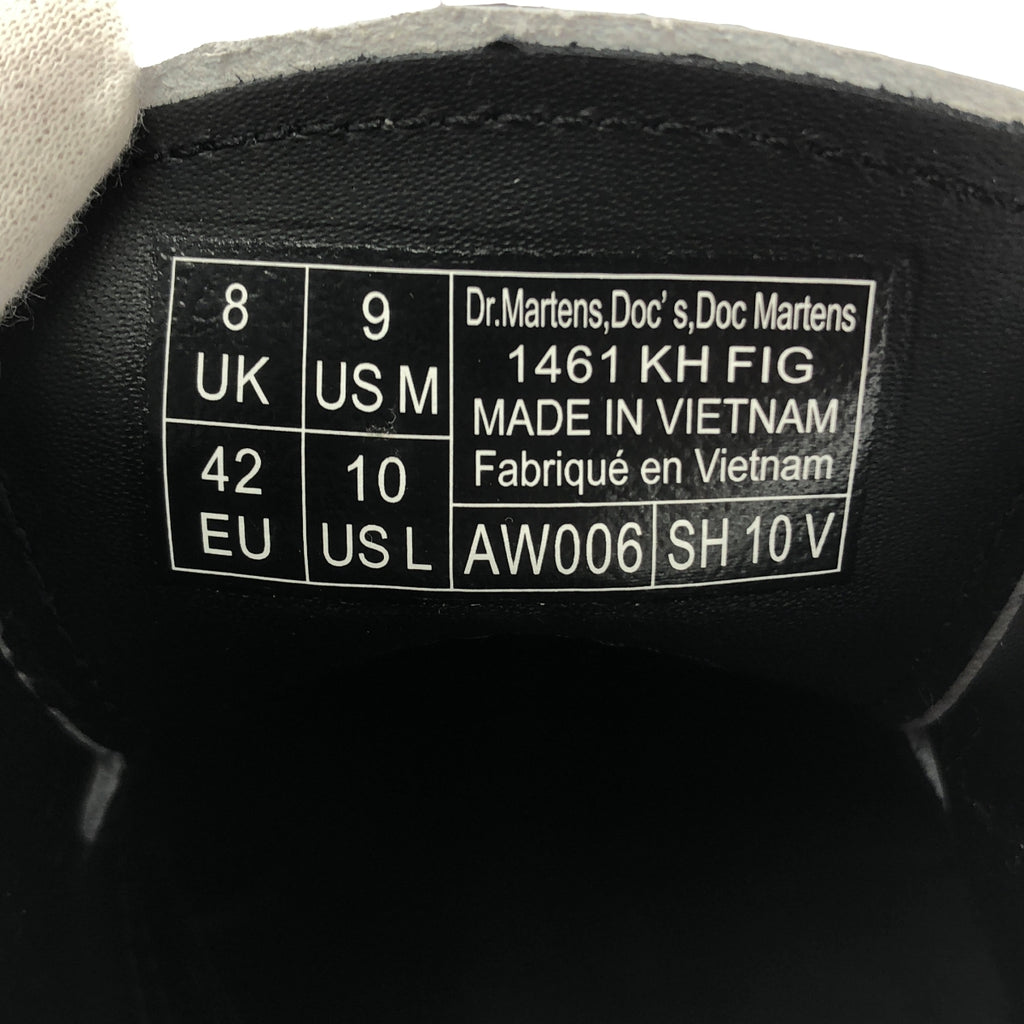 8
UK
9
US M
42
EU
10
US L
Dr.Martens,Doc's,Doc Martens
1461 KH FIG
MADE IN VIETNAM
Fabriqué en Vietnam
AW006
SH 10 V